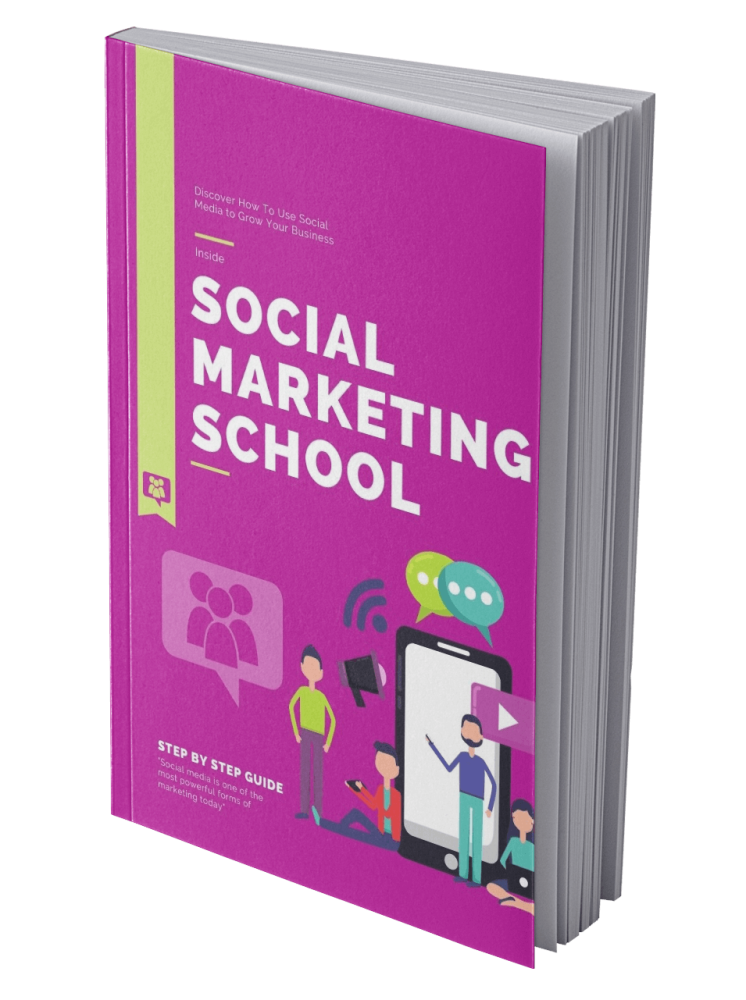 Discover How To Use Social
Media to Grow Your Business
Inside
SOCIAL
MARKETING
SCHOOL
STEP BY STEP GUIDE
"Social media is one of the
most powerful forms of
marketing today"